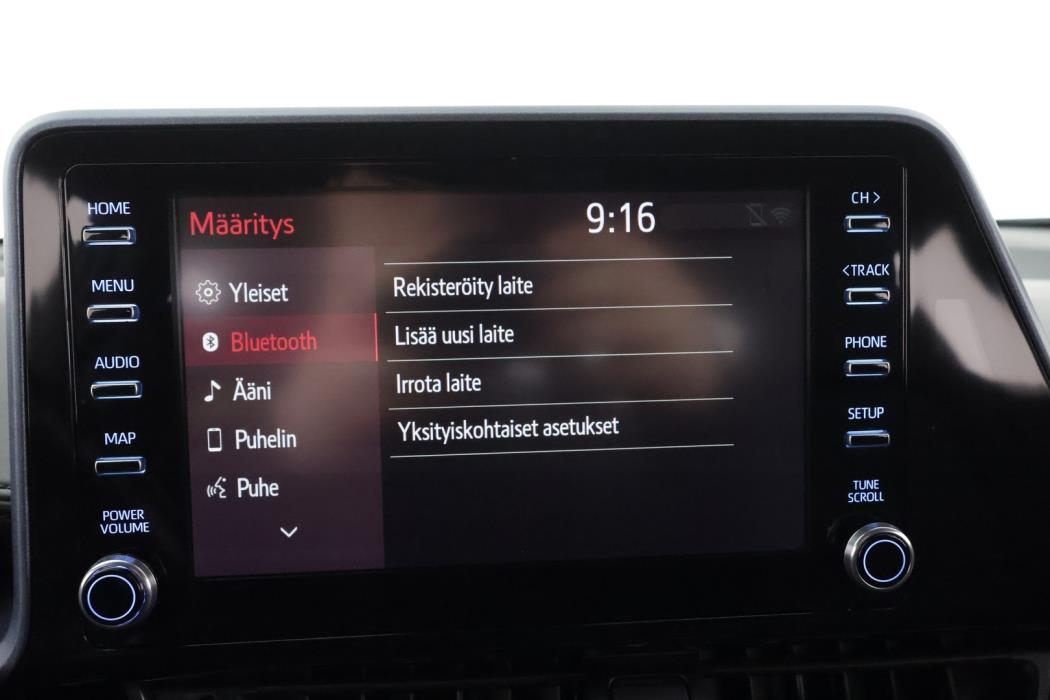 HOME
MENU
AUDIO
MAP
POWER
VOLUME
Määritys
9:16
Yleiset
Bluetooth
Ääni
Puhelin
Puhe
Rekisteröity laite
Lisää uusi laite
Irrota laite
Yksityiskohtaiset asetukset
CH >
<TRACK
PHONE
SETUP
TUNE
SCROLL